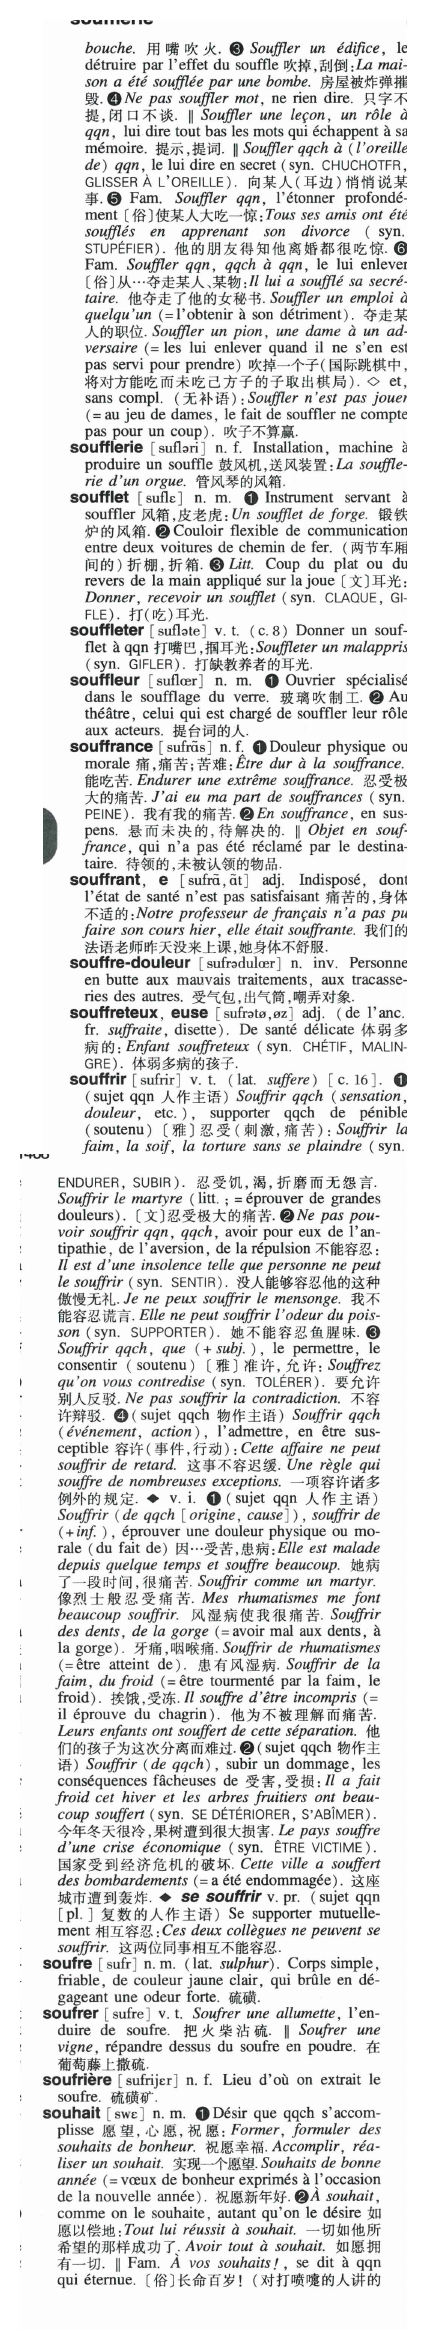 soufflerie
bouche. 用嘴吹火. ❸ Souffler un édifice, le
détruire par l'effet du souffle 吹掉,刮倒:La mai-
son a été soufflée par une bombe. 房屋被炸弹摧
毁. ❹ Ne pas souffler mot, ne rien dire. 只字不
提,闭口不谈. ‖ Souffler une leçon, un rôle à
qqn, lui dire tout bas les mots qui échappent à sa
mémoire. 提示,提词. ‖ Souffler qqch à (l'oreille
de) qqn, le lui dire en secret (syn. CHUCHOTFR,
GLISSER À L'OREILLE). 向某人(耳边)悄悄说某
事. ❺ Fam. Souffler qqn, l'étonner profondé-
ment [俗]使某人大吃一惊:Tous ses amis ont été
soufflés en apprenant son divorce ( syn.
STUPÉFIER). 他的朋友得知他离婚都很吃惊. ❻
Fam. Souffler qqn, qqch à qqn, le lui enlever
[俗]从…夺走某人、某物:Il lui a soufflé sa secré-
taire. 他夺走了他的女秘书. Souffler un emploi à
quelqu'un (= l'obtenir à son détriment). 夺走某
人的职位. Souffler un pion, une dame à un ad-
versaire (= les lui enlever quand il ne s'en est
pas servi pour prendre) 吹掉一个子(国际跳棋中,
将对方能吃而未吃己方子的子取出棋局). ◇ et,
sans compl. (无补语):Souffler n'est pas jouer
(= au jeu de dames, le fait de souffler ne compte
pas pour un coup). 吹子不算赢.
soufflerie [sufləri] n. f. Installation, machine à
produire un souffle 鼓风机,送风装置:La souffle-
rie d'un orgue. 管风琴的风箱.
soufflet [suflɛ] n. m. ❶ Instrument servant à
souffler 风箱,皮老虎:Un soufflet de forge. 锻铁
炉的风箱. ❷ Couloir flexible de communication
entre deux voitures de chemin de fer. (两节车厢
间的)折棚,折箱. ❸ Litt. Coup du plat ou du
revers de la main appliqué sur la joue [文]耳光:
Donner, recevoir un soufflet (syn. CLAQUE, GI-
FLE). 打(吃)耳光.
souffleter [suflәte] v. t. (c. 8) Donner un souf-
flet à qqn 打嘴巴,掴耳光:Souffleter un malappris
(syn. GIFLER). 打缺教养者的耳光.
souffleur [suflœr] n. m. ❶ Ouvrier spécialisé
dans le soufflage du verre. 玻璃吹制工. ❷ Au
théâtre, celui qui est chargé de souffler leur rôle
aux acteurs. 提台词的人.
souffrance [sufrɑ̃s] n. f. ❶ Douleur physique ou
morale 痛,痛苦;苦难:Être dur à la souffrance.
能吃苦. Endurer une extrême souffrance. 忍受极
大的痛苦. J'ai eu ma part de souffrances (syn.
PEINE). 我有我的痛苦. ❷ En souffrance, en sus-
pens. 悬而未决的,待解决的. ‖ Objet en souf-
france, qui n'a pas été réclamé par le destina-
taire. 待领的,未被认领的物品.
souffrant, e [sufrɑ̃, ɑ̃t] adj. Indisposé, dont
l'état de santé n'est pas satisfaisant 痛苦的,身体
不适的:Notre professeur de français n'a pas pu
faire son cours hier, elle était souffrante. 我们的
法语老师昨天没来上课,她身体不舒服.
souffre-douleur [sufrədulœr] n. inv. Personne
en butte aux mauvais traitements, aux tracasse-
ries des autres. 受气包,出气筒,嘲弄对象.
souffreteux, euse [sufrətø,øz] adj. (de l'anc.
fr. suffraite, disette). De santé délicate 体弱多
病的: Enfant souffreteux (syn. CHÉTIF, MALIN-
GRE). 体弱多病的孩子.
souffrir [sufrir] v. t. (lat. suffere) [c. 16]. ❶
(sujet qqn 人作主语) Souffrir qqch (sensation,
douleur, etc.), supporter qqch de pénible
(soutenu) [雅]忍受(刺激,痛苦): Souffrir la
faim, la soif, la torture sans se plaindre (syn.
1406
ENDURER, SUBIR). 忍受饥,渴,折磨而无怨言.
Souffrir le martyre (litt.; = éprouver de grandes
douleurs). [文]忍受极大的痛苦. ❷ Ne pas pou-
voir souffrir qqn, qqch, avoir pour eux de l'an-
tipathie, de l'aversion, de la répulsion 不能容忍:
Il est d'une insolence telle que personne ne peut
le souffrir (syn. SENTIR). 没人能够容忍他的这种
傲慢无礼. Je ne peux souffrir le mensonge. 我不
能容忍谎言. Elle ne peut souffrir l'odeur du pois-
son (syn. SUPPORTER). 她不能容忍鱼腥味. ❸
Souffrir qqch, que (+ subj.), le permettre, le
consentir (soutenu) [雅]准许,允许: Souffrez
qu'on vous contredise (syn. TOLÉRER). 要允许
别人反驳. Ne pas souffrir la contradiction. 不容
许辩驳. ❹ (sujet qqch 物作主语) Souffrir qqch
(événement, action), l'admettre, en être sus-
ceptible 容许(事件,行动): Cette affaire ne peut
souffrir de retard. 这事不容迟缓. Une règle qui
souffre de nombreuses exceptions. 一项容许诸多
例外的规定. ◆ v. i. ❶ (sujet qqn 人作主语)
Souffrir (de qqch [origine, cause]), souffrir de
(+ inf.), éprouver une douleur physique ou mo-
rale (du fait de) 因…受苦,患病: Elle est malade
depuis quelque temps et souffre beaucoup. 她病
了一段时间,很痛苦. Souffrir comme un martyr.
像烈士般忍受痛苦. Mes rhumatismes me font
beaucoup souffrir. 风湿病使我很痛苦. Souffrir
des dents, de la gorge (= avoir mal aux dents, à
la gorge). 牙痛,咽喉痛. Souffrir de rhumatismes
(= être atteint de). 患有风湿病. Souffrir de la
faim, du froid (= être tourmenté par la faim, le
froid). 挨饿,受冻. Il souffre d'être incompris (=
il éprouve du chagrin). 他为不被理解而痛苦.
Leurs enfants ont souffert de cette séparation. 他
们的孩子为这次分离而难过. ❷ (sujet qqch 物作主
语) Souffrir (de qqch), subir un dommage, les
conséquences fâcheuses de 受害,受损: Il a fait
froid cet hiver et les arbres fruitiers ont beau-
coup souffert (syn. SE DÉTÉRIORER, S'ABÎMER).
今年冬天很冷,果树遭到很大损害. Le pays souffre
d'une crise économique (syn. ÊTRE VICTIME).
国家受到经济危机的破坏. Cette ville a souffert
des bombardements (= a été endommagée). 这座
城市遭到轰炸. ◆ se souffrir v. pr. (sujet qqn
[pl.] 复数的人作主语) Se supporter mutuelle-
ment 相互容忍:Ces deux collègues ne peuvent se
souffrir. 这两位同事相互不能容忍.
soufre [sufr] n. m. (lat. sulphur). Corps simple,
friable, de couleur jaune clair, qui brûle en dé-
gageant une odeur forte. 硫磺.
soufrer [sufre] v. t. Soufrer une allumette, l'en-
duire de soufre. 把火柴沾硫. ‖ Soufrer une
vigne, répandre dessus du soufre en poudre. 在
葡萄藤上撒硫.
soufrière [sufrijɛr] n. f. Lieu d'où on extrait le
soufre. 硫磺矿.
souhait [swɛ] n. m. ❶ Désir que qqch s'accom-
plisse 愿望,心愿,祝愿: Former, formuler des
souhaits de bonheur. 祝愿幸福. Accomplir, réa-
liser un souhait. 实现一个愿望. Souhaits de bonne
année (= vœux de bonheur exprimés à l'occasion
de la nouvelle année). 祝愿新年好. ❷ À souhait,
comme on le souhaite, autant qu'on le désire 如
愿以偿地: Tout lui réussit à souhait. 一切如他所
希望的那样成功了. Avoir tout à souhait. 如愿拥
有一切. ‖ Fam. À vos souhaits!, se dit à qqn
qui éternue. [俗]长命百岁! (对打喷嚏的人讲的